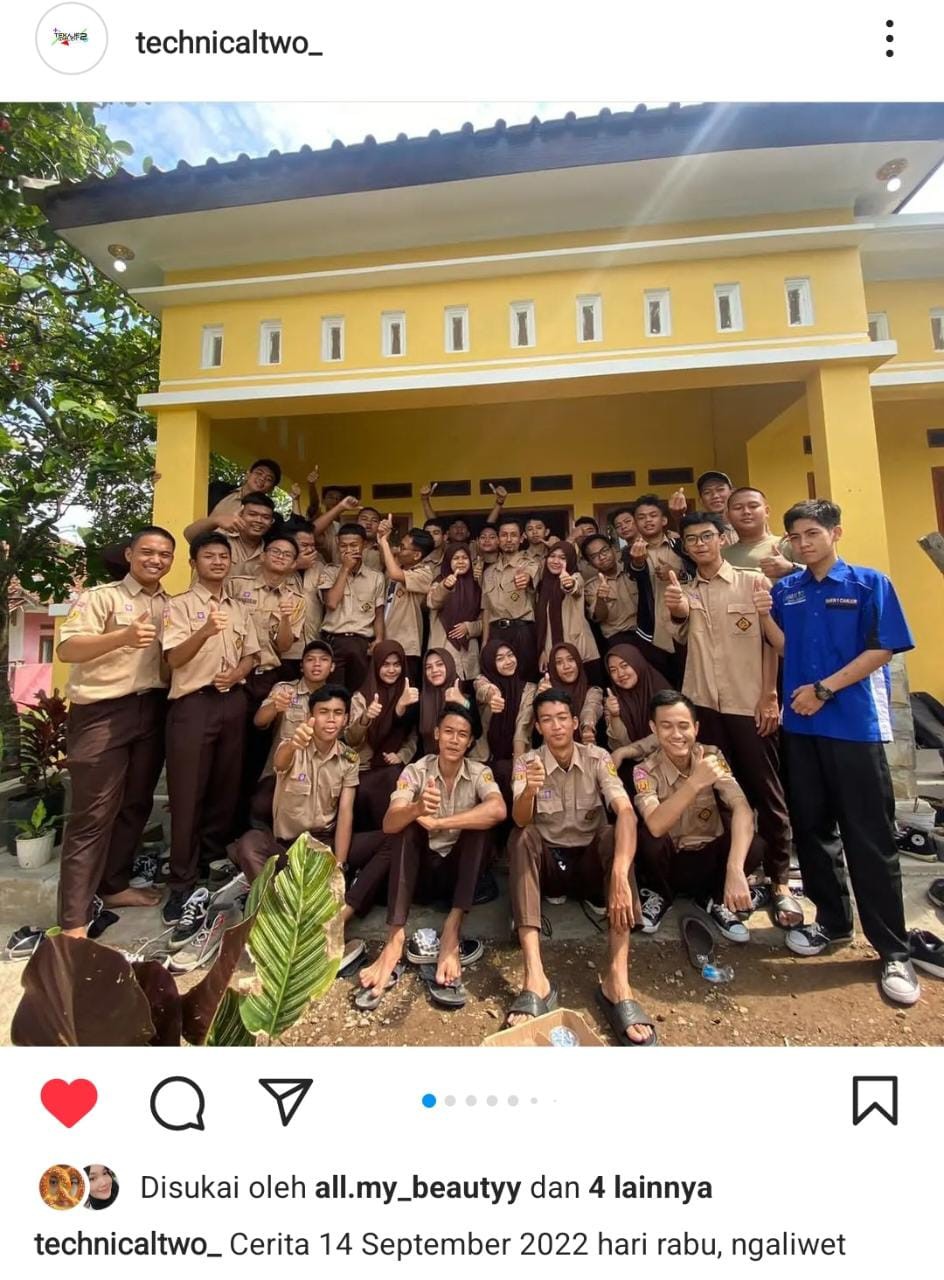 technicaltwo_
Disukai oleh all.my_beautyy dan 4 lainnya
technicaltwo_ Cerita 14 September 2022 hari rabu, ngaliwet